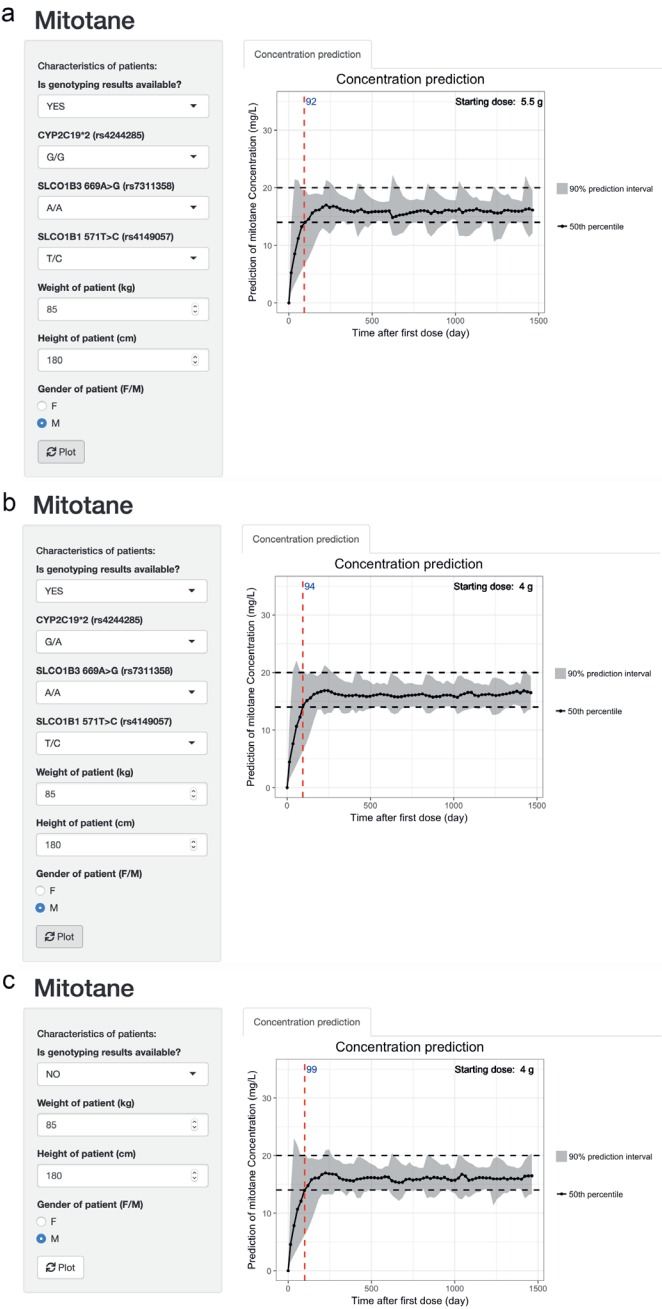 a
Mitotane
Characteristics of patients:
Is genotyping results available?
YES
CYP2C19*2 (rs4244285)
G/G
SLCO1B3 669A>G (rs7311358)
A/A
SLCO1B1 571T>C (rs4149057)
T/C
Weight of patient (kg)
85
Height of patient (cm)
180
Gender of patient (F/M)
F
M
Plot
Concentration prediction
Concentration prediction
92
Starting dose: 5.5 g
Prediction of mitotane Concentration (mg/L)
30
20
10
0
0 500 1000 1500
Time after first dose (day)
90% prediction interval
50th percentile
b
Mitotane
Characteristics of patients:
Is genotyping results available?
YES
CYP2C19*2 (rs4244285)
G/A
SLCO1B3 669A>G (rs7311358)
A/A
SLCO1B1 571T>C (rs4149057)
T/C
Weight of patient (kg)
85
Height of patient (cm)
180
Gender of patient (F/M)
F
M
Plot
Concentration prediction
Concentration prediction
94
Starting dose: 4 g
Prediction of mitotane Concentration (mg/L)
30
20
10
0
0 500 1000 1500
Time after first dose (day)
90% prediction interval
50th percentile
c
Mitotane
Characteristics of patients:
Is genotyping results available?
NO
Weight of patient (kg)
85
Height of patient (cm)
180
Gender of patient (F/M)
F
M
Plot
Concentration prediction
Concentration prediction
99
Starting dose: 4 g
Prediction of mitotane Concentration (mg/L)
30
20
10
0
0 500 1000 1500
Time after first dose (day)
90% prediction interval
50th percentile